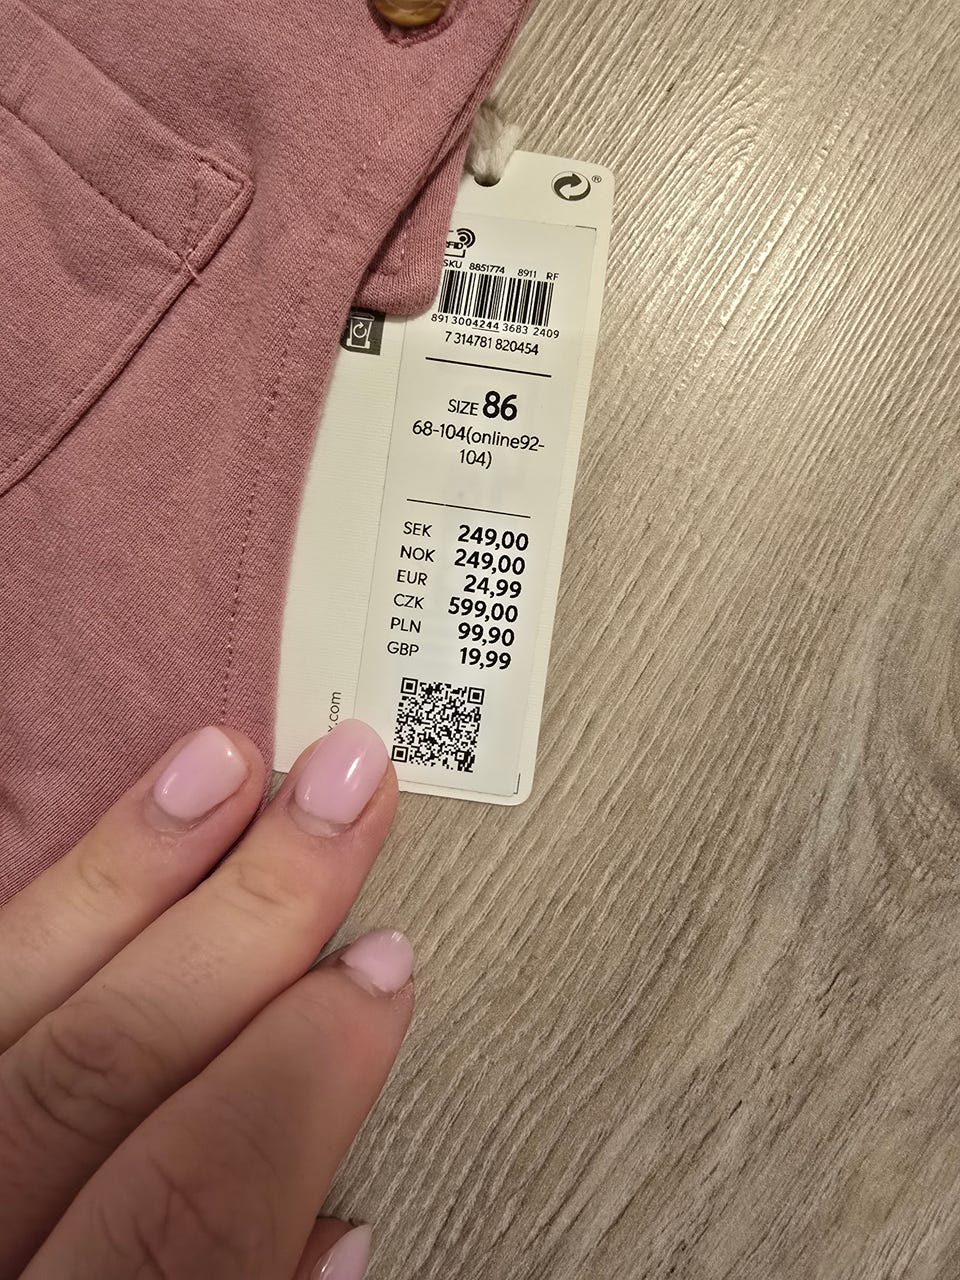 ®
SKU 8851774 8911 RF
891 3004244 3683 2409
7 314781 820454
SIZE 86
68-104(online92-
104)
SEK 249,00
NOK 249,00
EUR 24,99
CZK 599,00
PLN 99,90
GBP 19,99
.com